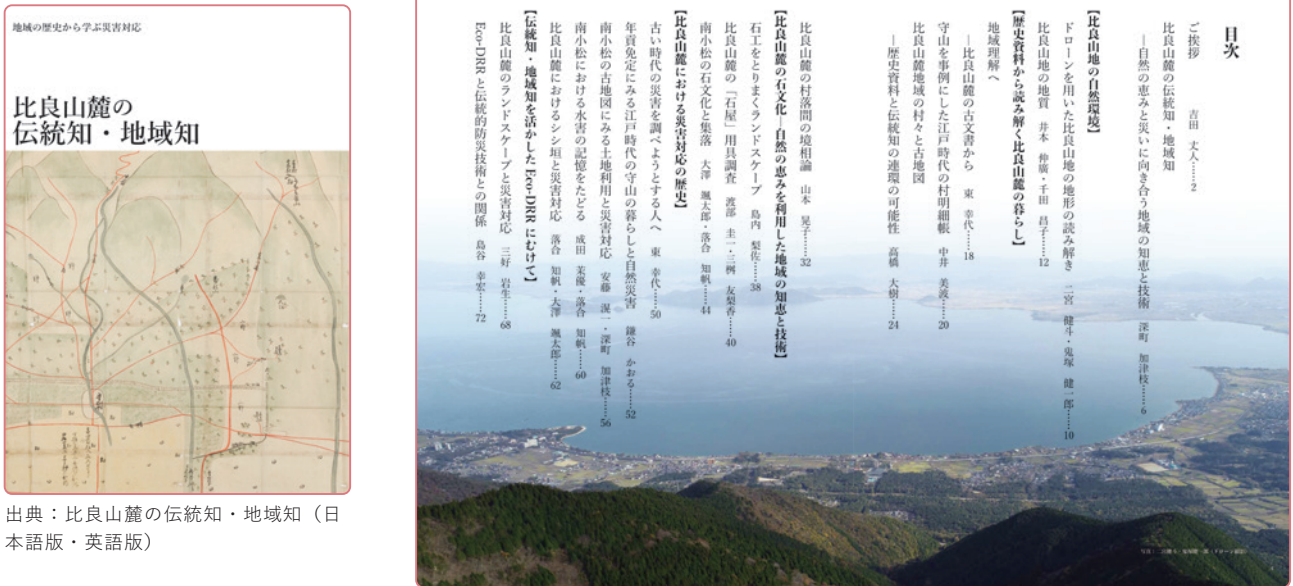 地域の歴史から学ぶ災害対応
比良山麓の
伝統知・地域知
出典：比良山麓の伝統知・地域知（日
本語版・英語版）
目次
ご挨拶　吉田　丈人……2
比良山麓の伝統知・地域知
―自然の恵みと災いに向き合う地域の知恵と技術　深町　加津枝……6
【比良山地の自然環境】
ドローンを用いた比良山地の地形の読み解き　二宮　健斗・鬼塚　健一郎……10
比良山地の地質　井本　伸廣・千田　昌子……12
【歴史資料から読み解く比良山麓の暮らし】
地域理解へ
―比良山麓の古文書から　東　幸代……18
守山を事例にした江戸時代の村明細帳　中井　美波……20
比良山麓地域の村々と古地図
―歴史資料と伝統知の連環の可能性　高橋　大樹……24
比良山麓の村落間の境相論　山本　晃子……32
【比良山麓の石文化―自然の恵みを利用した地域の知恵と技術】
石工をとりまくランドスケープ　島内　梨佐……38
比良山麓の「石屋」用具調査　渡部　圭一・三桝　友梨香……40
南小松の石文化と集落　大澤　颯太郎・落合　知帆……44
【比良山麓における災害対応の歴史】
古い時代の災害を調べようとする人へ　東　幸代……50
年貢免定にみる江戸時代の守山の暮らしと自然災害　鎌谷　かおる……52
南小松の古地図にみる土地利用と災害対応　安藤　滉一・深町　加津枝……56
南小松における水害の記憶をたどる　成田　茉優・落合　知帆……60
比良山麓におけるシシ垣と災害対応　落合　知帆・大澤　颯太郎……62
【伝統知・地域知を活かした Eco-DRR にむけて】
比良山麓のランドスケープと災害対応　三好　岩生……68
Eco-DRR と伝統的防災技術との関係　島谷　幸宏……72